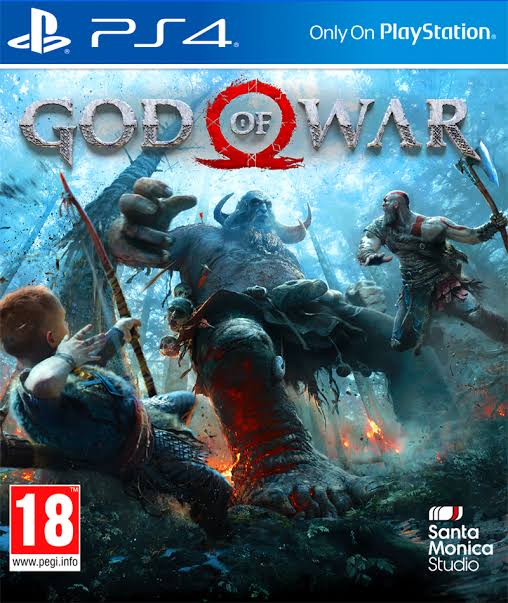 PS4
Only On PlayStation
GOD OF WAR
18
www.pegi.info
Santa
Monica
Studio